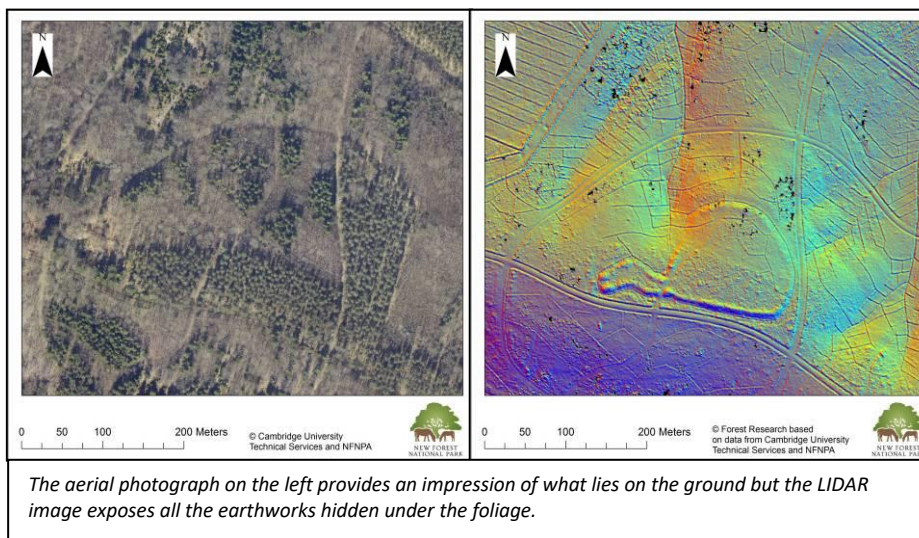 N
0 50 100 200 Meters
© Cambridge University
Technical Services and NFNPA
NEW FOREST
NATIONAL PARK
N
0 50 100 200 Meters
© Forest Research based
on data from Cambridge University
Technical Services and NFNPA
NEW FOREST
NATIONAL PARK
The aerial photograph on the left provides an impression of what lies on the ground but the LIDAR
image exposes all the earthworks hidden under the foliage.